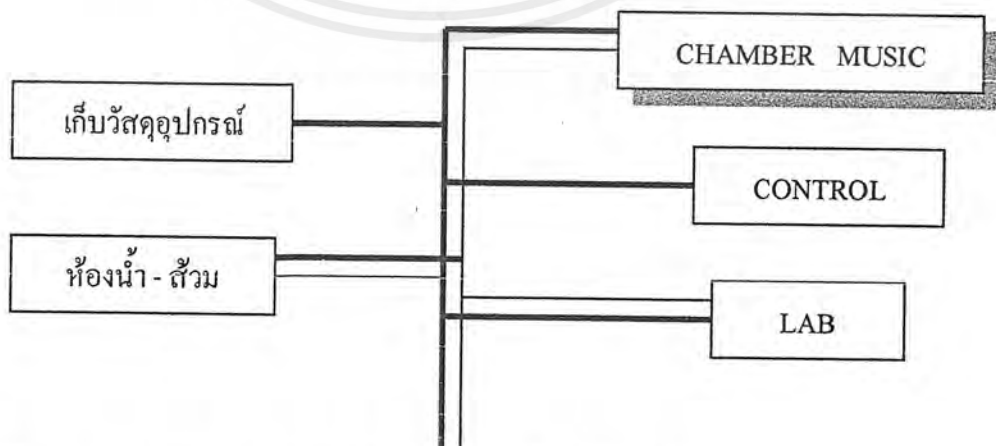 CHAMBER MUSIC
เก็บวัสดุอุปกรณ์
CONTROL
ห้องน้ำ - ส้วม
LAB